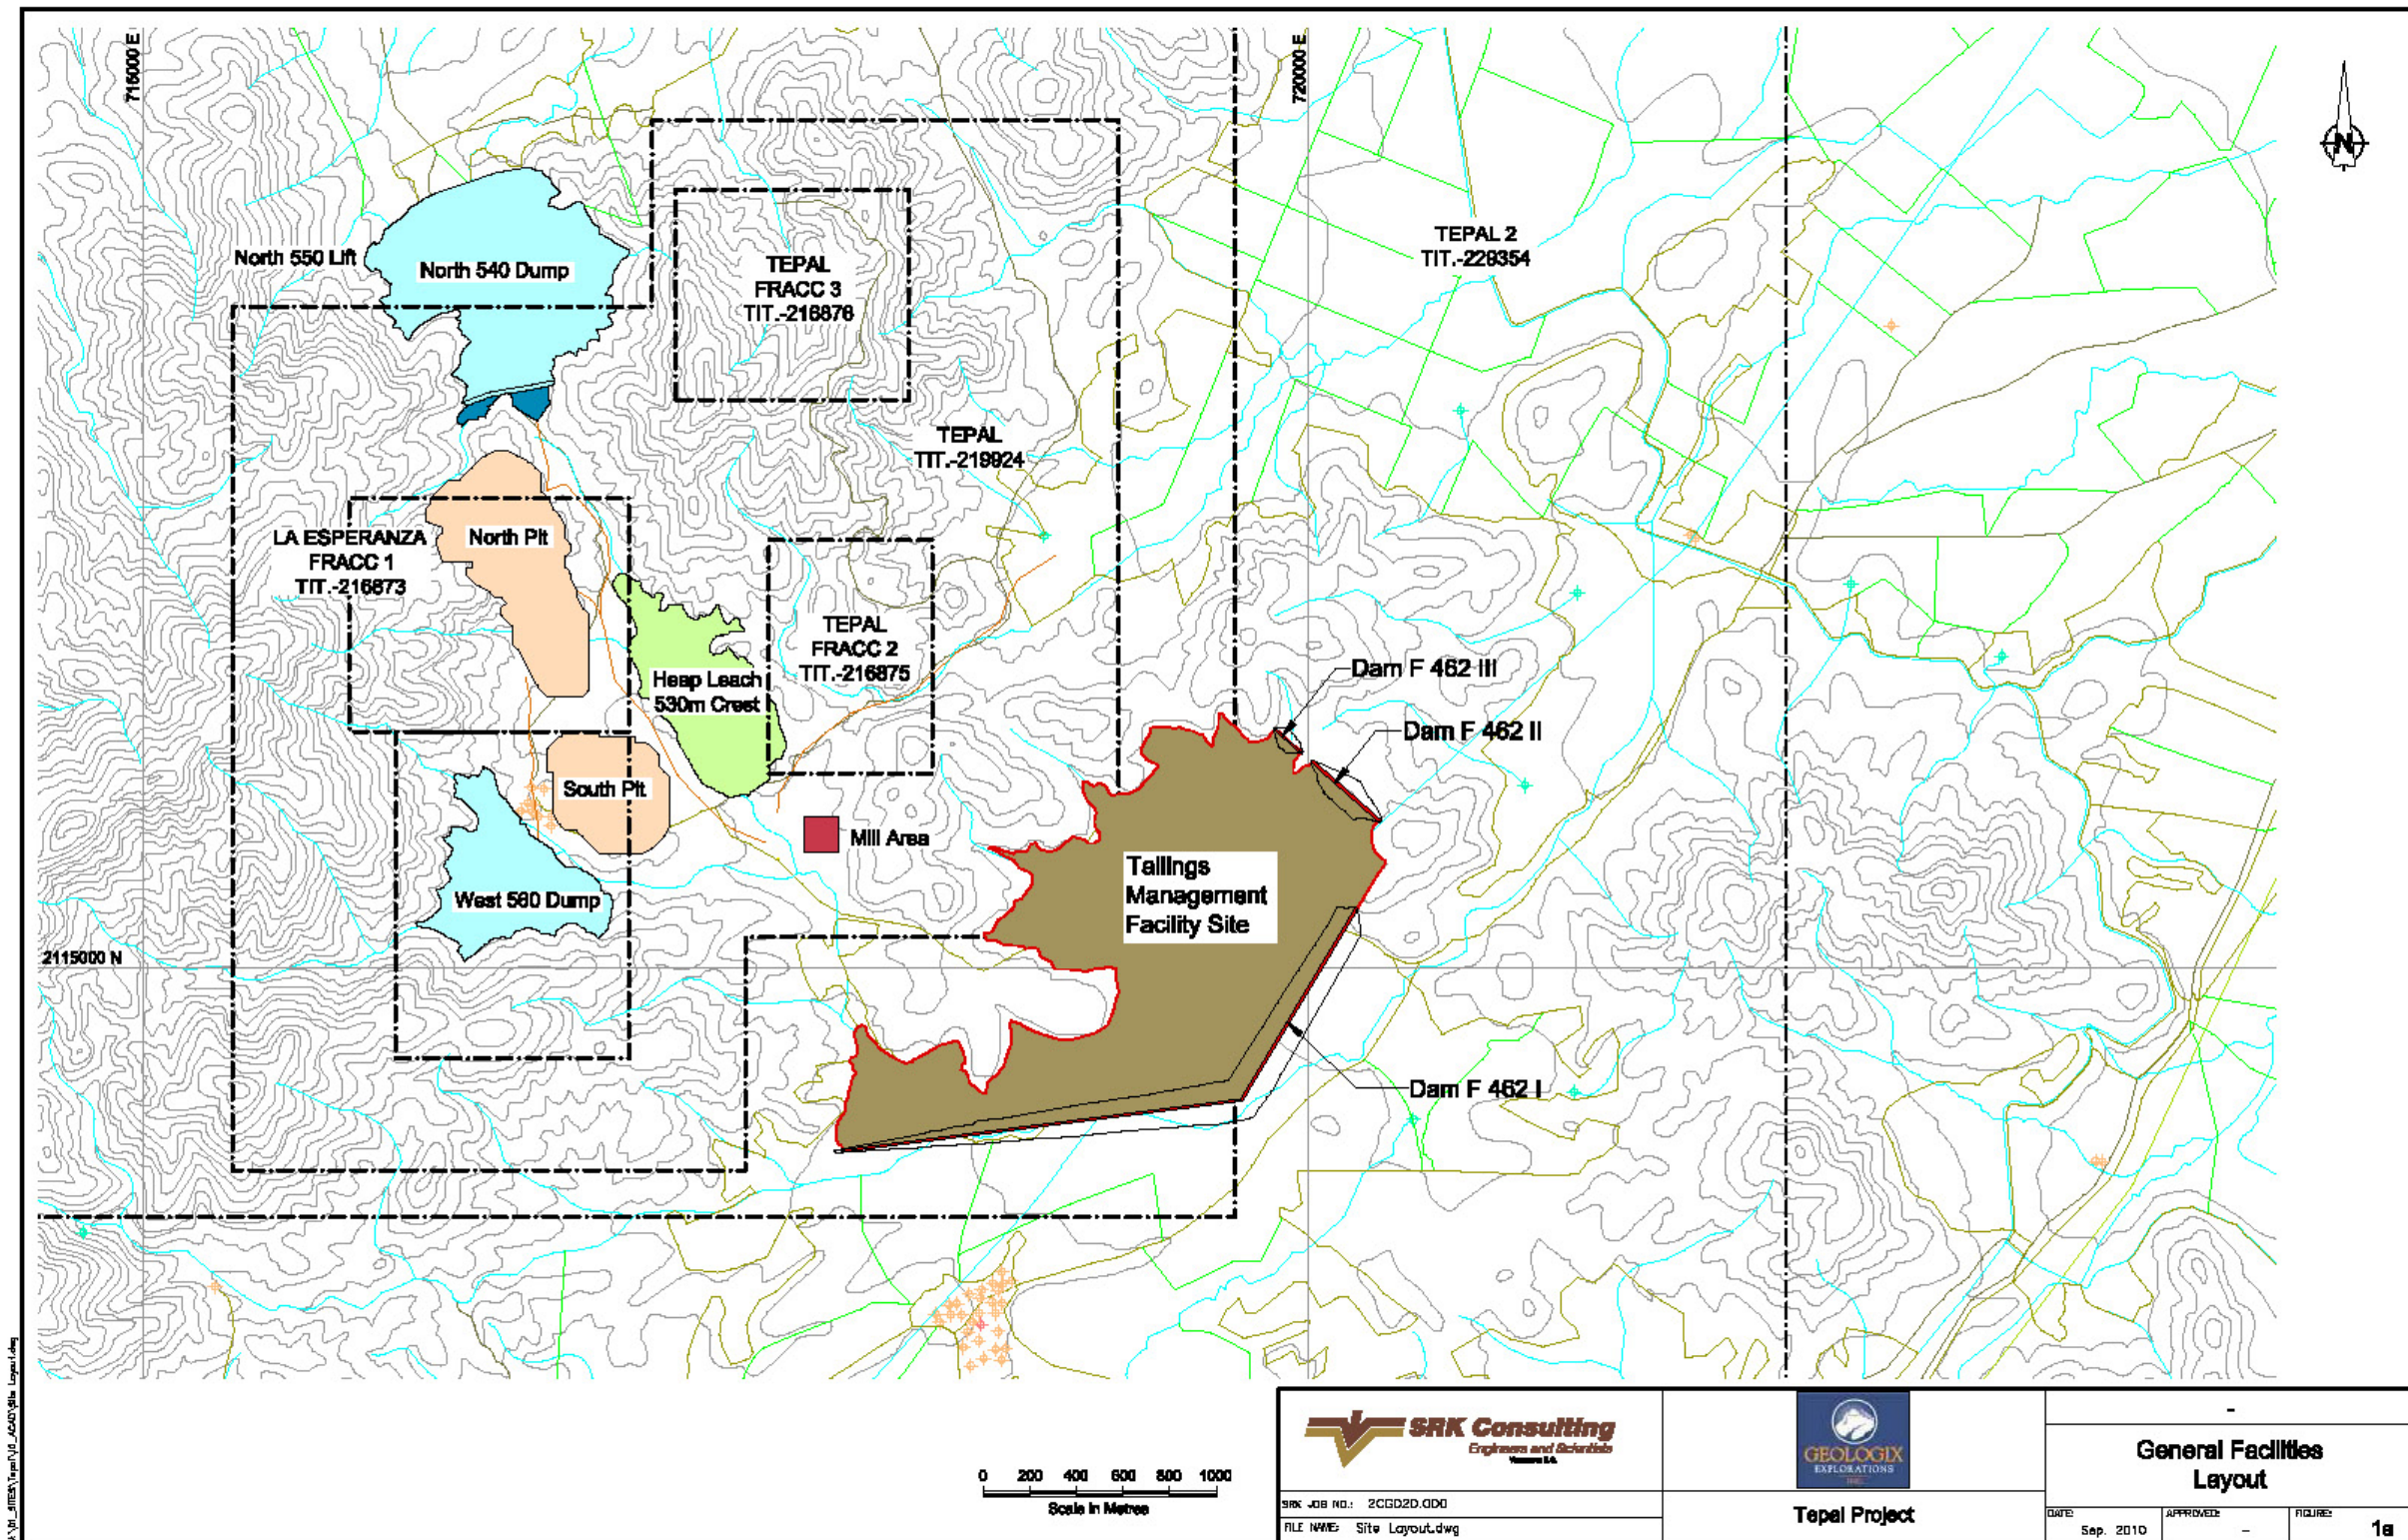 716000 E
720000 E
N
North 550 Lift
North 540 Dump
TEPAL
FRACC 3
TIT.-216876
TEPAL 2
TIT.-229354
TEPAL
TIT.-219924
LA ESPERANZA
FRACC 1
TIT.-216873
North Pit
TEPAL
FRACC 2
TIT.-216875
Heap Leach
530m Crest
Dam F 462 III
Dam F 462 II
South Pit
Mill Area
Tailings
Management
Facility Site
West 560 Dump
2115000 N
Dam F 462 I
0 200 400 600 800 1000
Scale in Metres
SRK Consulting
Engineers and Scientists
SRK JOB NO.:
FILE NAME: Site Layout.dwg
GEOLOGIX
EXPLORATIONS
Tepal Project
-
General Facilities
Layout
DATE: Sep. 2010
APPROVED: -
FIGURE: 1a